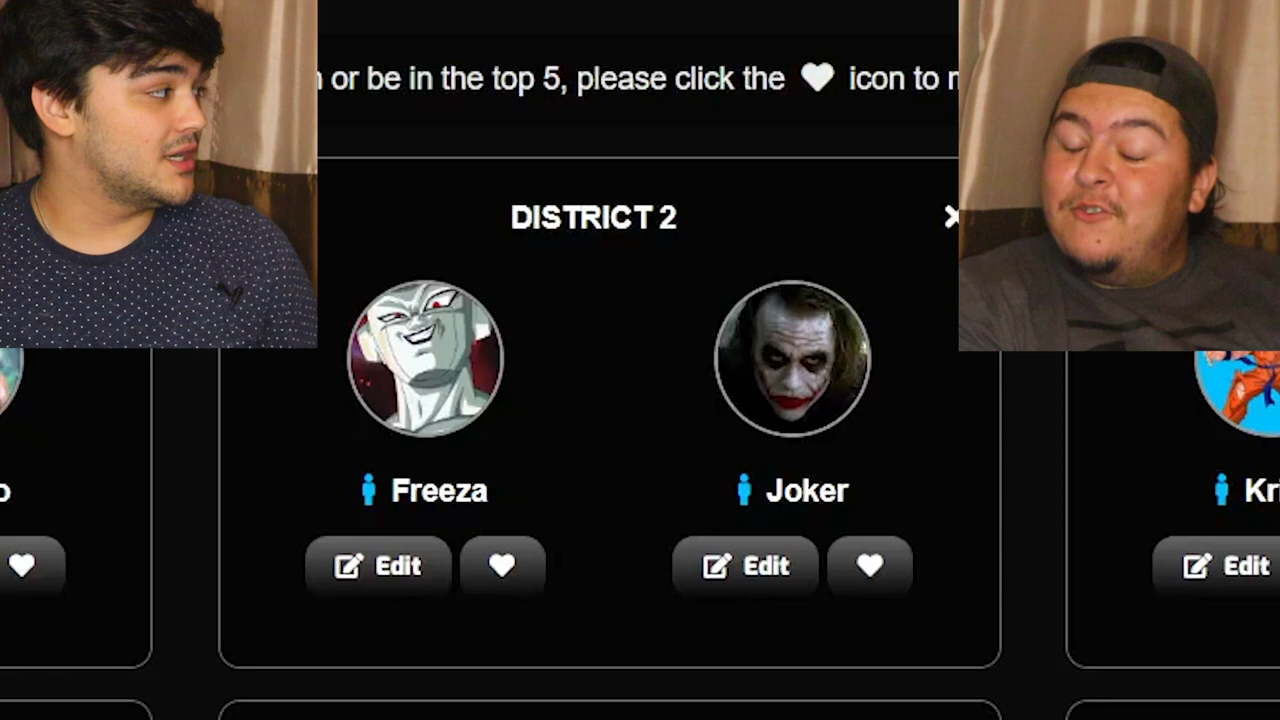 or be in the top 5, please click the ♥ icon to
DISTRICT 2
Freeza
Joker
Edit
Edit
Edit